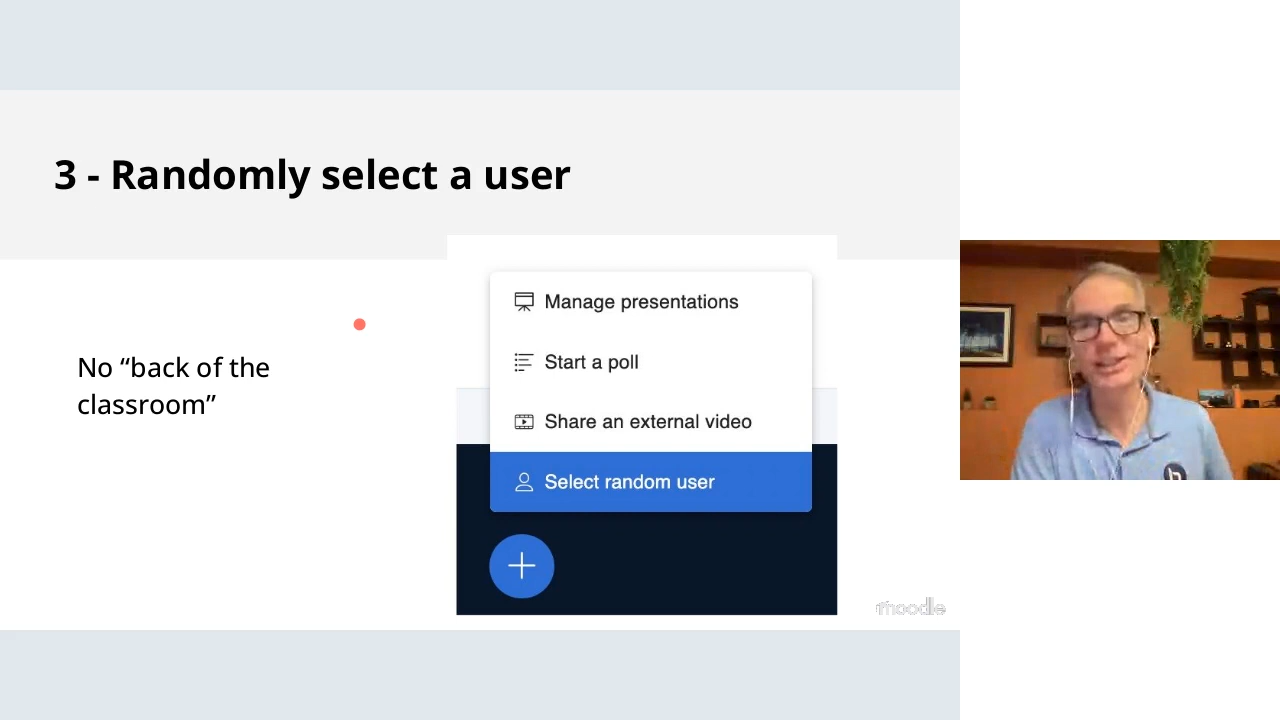 3 - Randomly select a user
No “back of the
classroom”
Manage presentations
Start a poll
Share an external video
Select random user
moodle
b